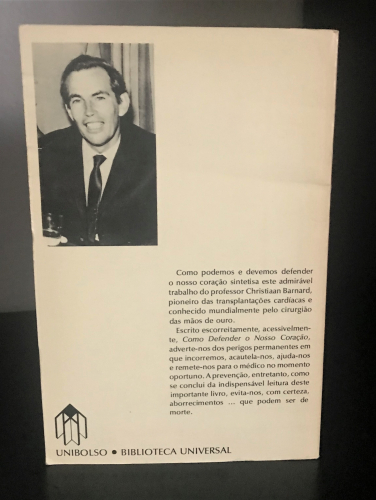 Como podemos e devemos defender
o nosso coração sintetisa este admirável
trabalho do professor Christiaan Barnard,
pioneiro das transplantações cardíacas e
conhecido mundialmente pelo cirurgião
das mãos de ouro.
Escrito escorreitamente, acessivelmen-
te, Como Defender o Nosso Coração,
adverte-nos dos perigos permanentes em
que incorremos, acautela-nos, ajuda-nos
e remete-nos para o médico no momento
oportuno. A prevenção, entretanto, como
se conclui da indispensável leitura deste
importante livro, evita-nos, com certeza,
aborrecimentos ... que podem ser de
morte.
UNIBOLSO • BIBLIOTECA UNIVERSAL